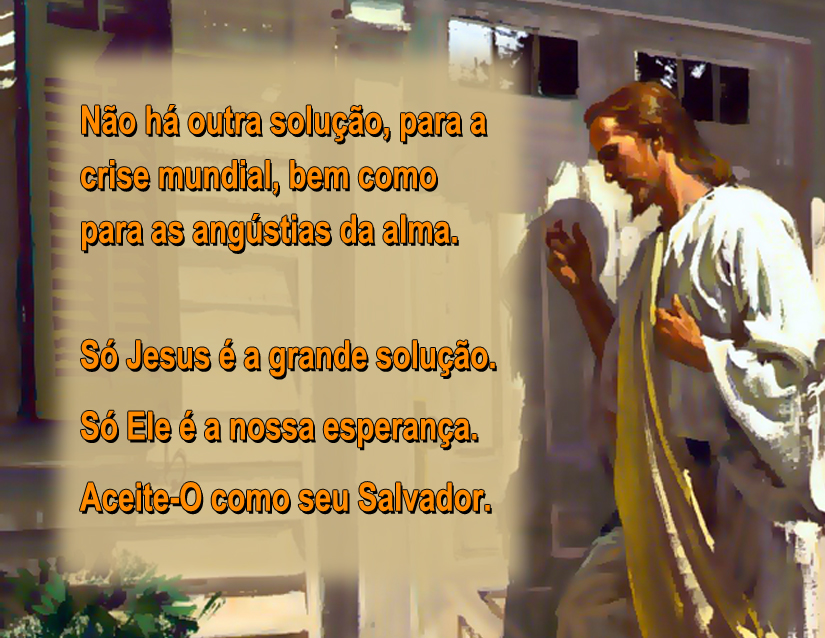 Não há outra solução, para a
crise mundial, bem como
para as angústias da alma.
Só Jesus é a grande solução.
Só Ele é a nossa esperança.
Aceite-O como seu Salvador.